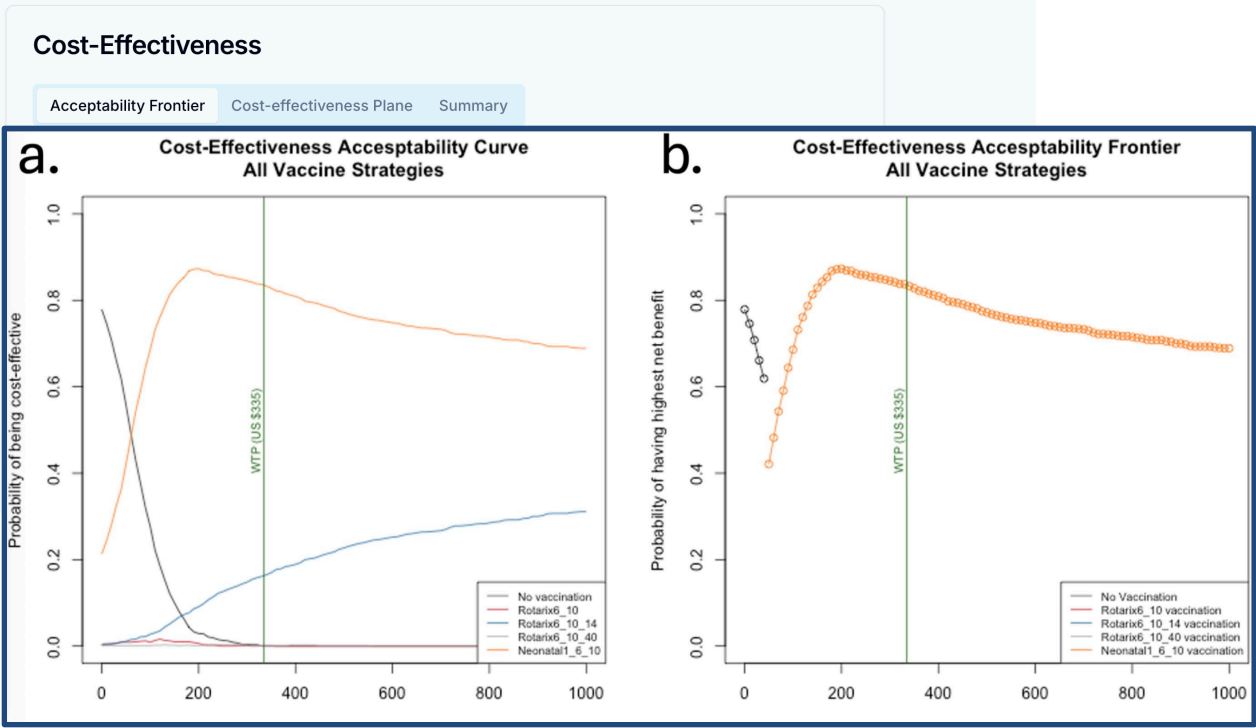 Cost-Effectiveness
Acceptability Frontier
Cost-effectiveness Plane
Summary
a.
Cost-Effectiveness Accesptability Curve
All Vaccine Strategies
Probability of being cost-effective
1.0
0.8
0.6
0.4
0.2
0.0
WTP (US $335)
No vaccination
Rotarix6_10
Rotarix6_10_14
Rotarix6_10_40
Neonatal1_6_10
0 200 400 600 800 1000
b.
Cost-Effectiveness Accesptability Frontier
All Vaccine Strategies
Probability of having highest net benefit
1.0
0.8
0.6
0.4
0.2
0.0
WTP (US $335)
No Vaccination
Rotarix6_10 vaccination
Rotarix6_10_14 vaccination
Rotarix6_10_40 vaccination
Neonatal1_6_10 vaccination
0 200 400 600 800 1000